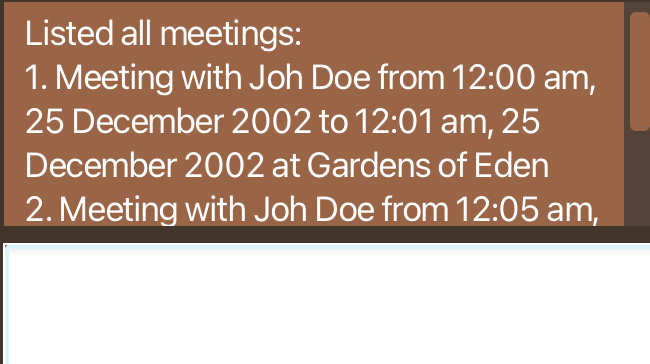 Listed all meetings:
1. Meeting with Joh Doe from 12:00 am,
25 December 2002 to 12:01 am, 25
December 2002 at Gardens of Eden
2. Meeting with Joh Doe from 12:05 am,